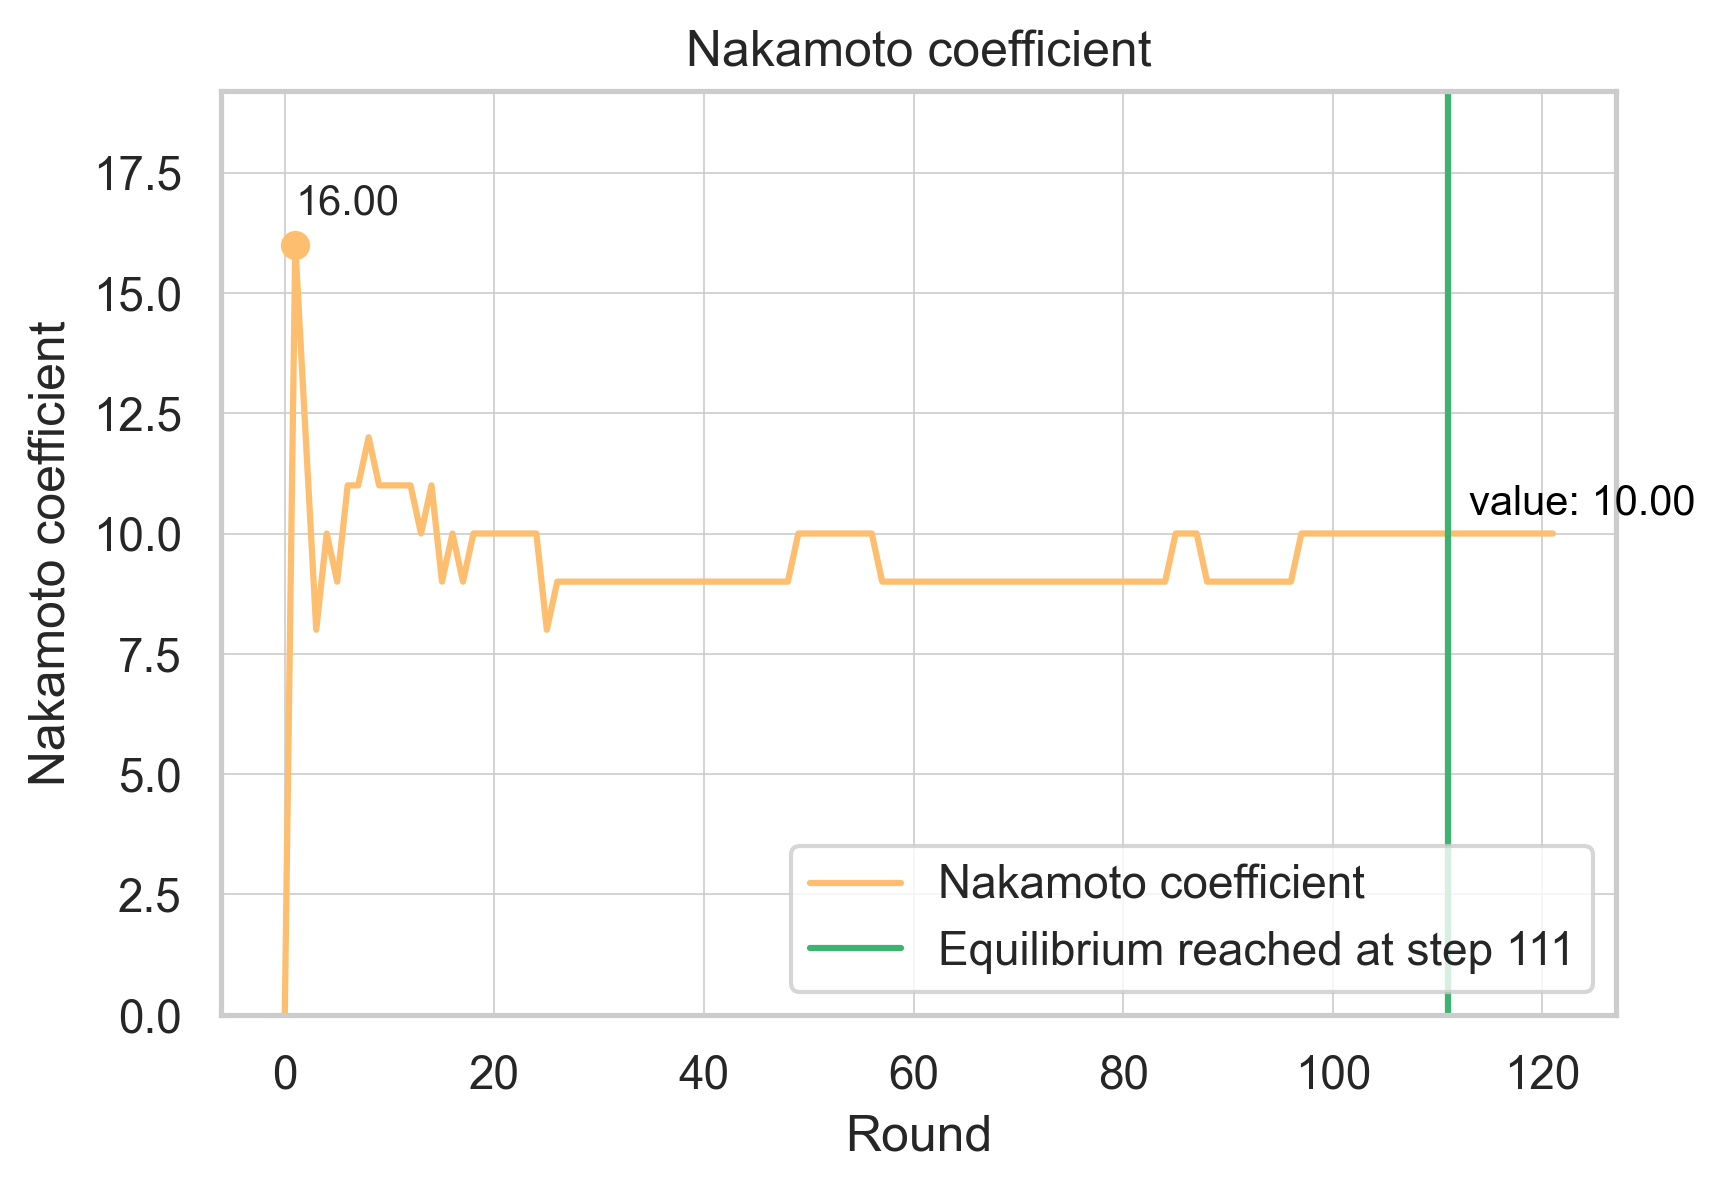 Nakamoto coefficient
Nakamoto coefficient
17.5
15.0
12.5
10.0
7.5
5.0
2.5
0.0
16.00
value: 10.00
Nakamoto coefficient
Equilibrium reached at step 111
0 20 40 60 80 100 120
Round